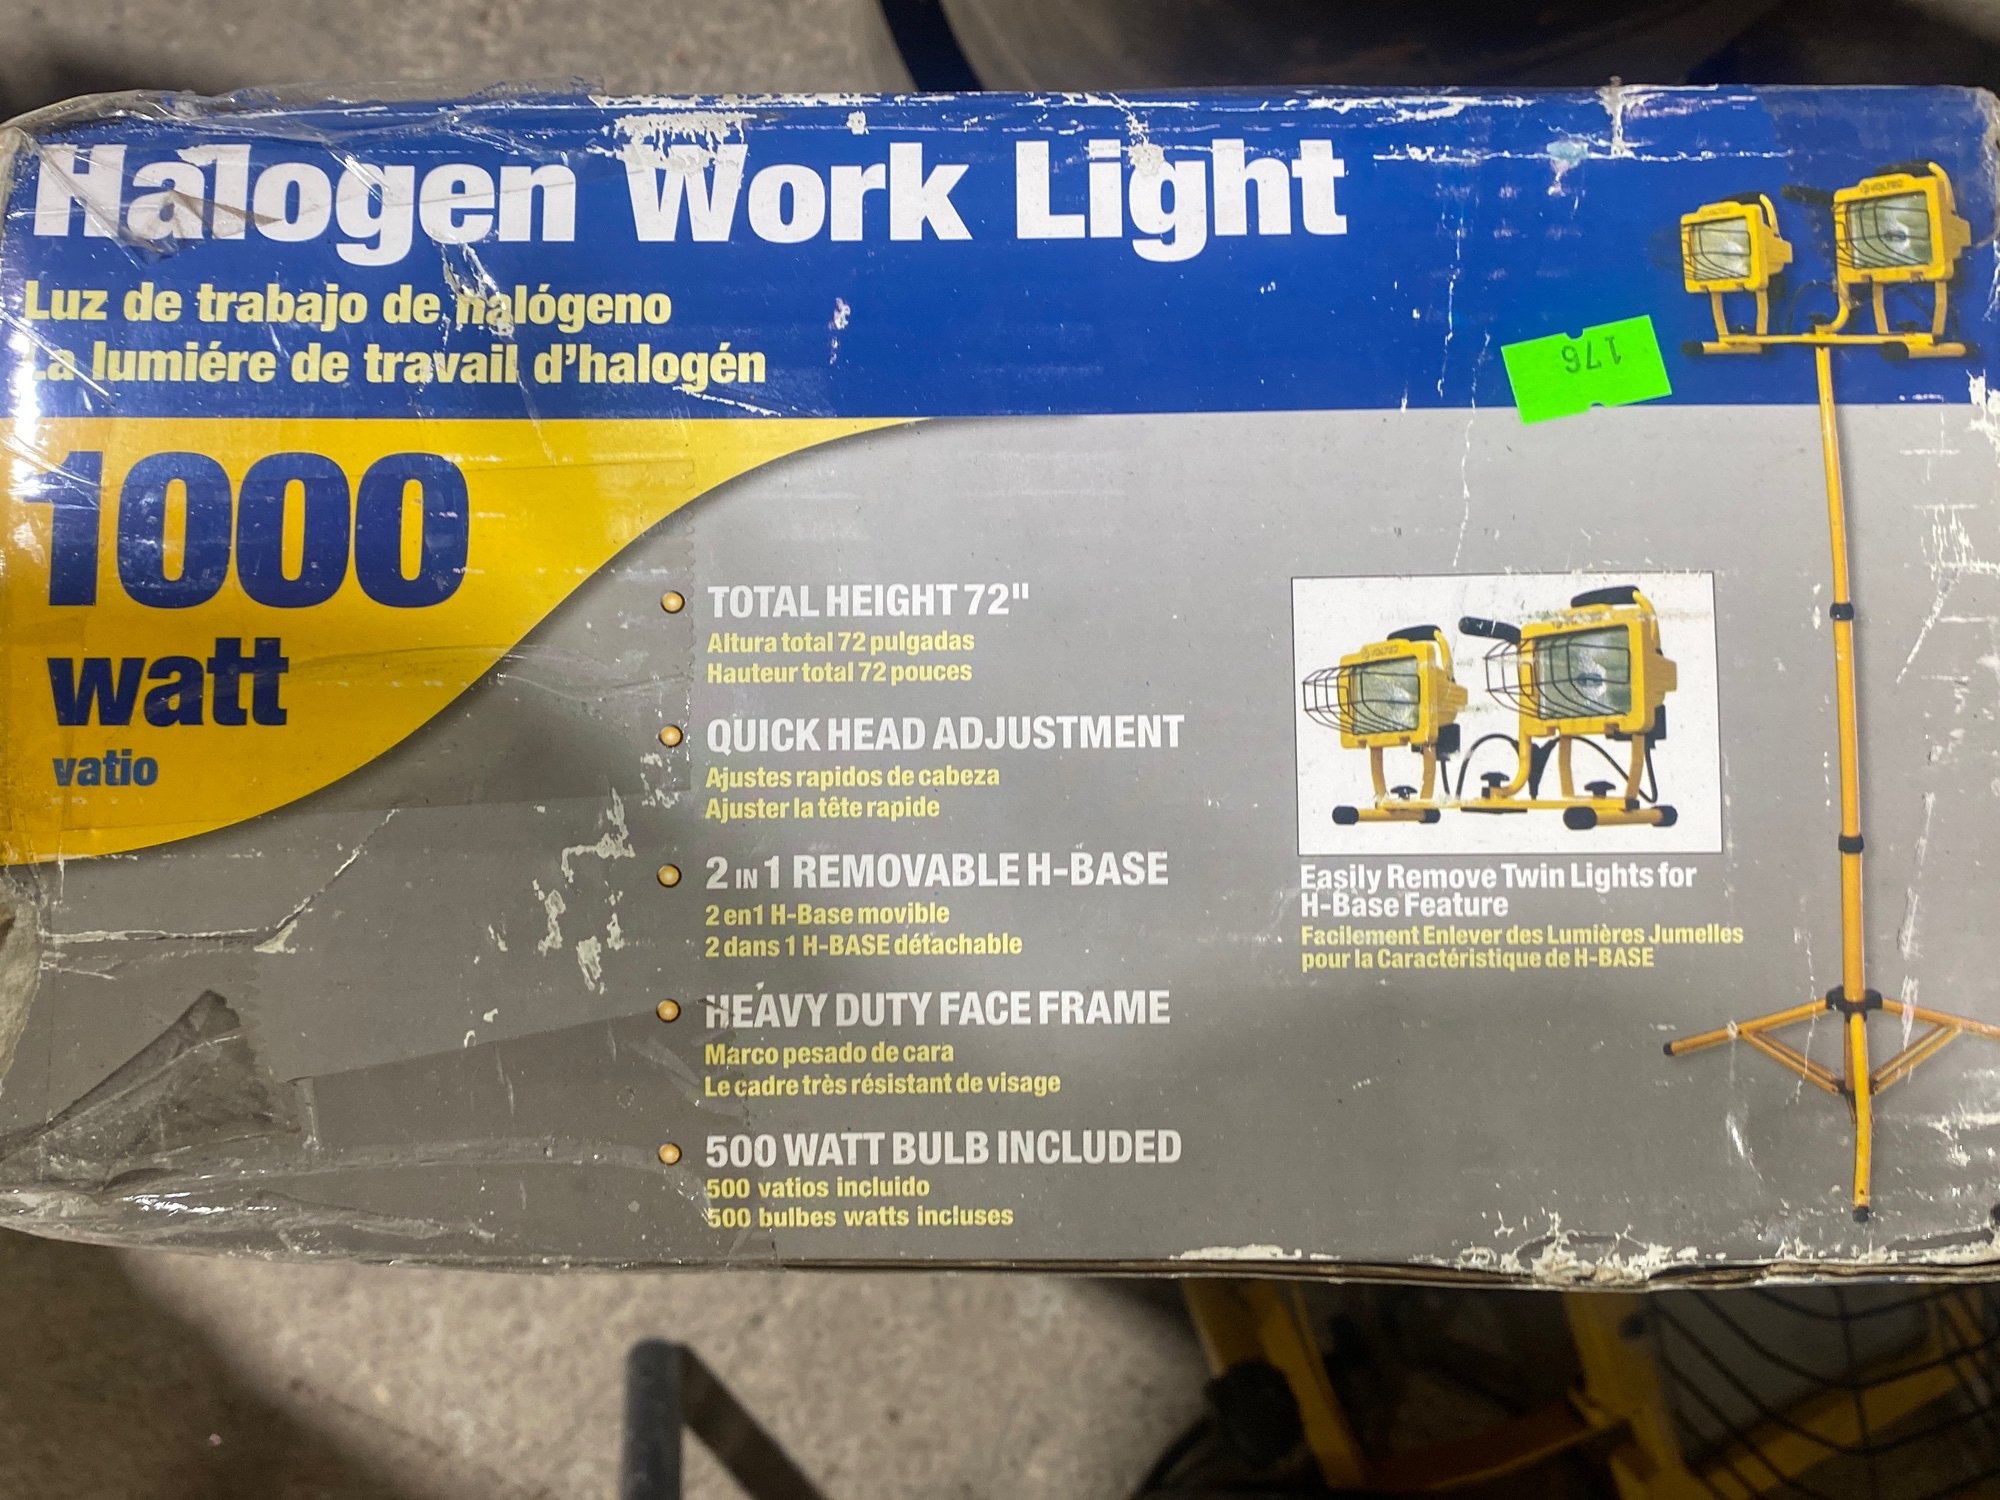 Halogen Work Light
Luz de trabajo de halógeno
La lumiére de travail d'halogén
176
1000
watt
vatio
TOTAL HEIGHT 72"
Altura total 72 pulgadas
Hauteur total 72 pouces
QUICK HEAD ADJUSTMENT
Ajustes rapidos de cabeza
Ajuster la tête rapide
2 IN 1 REMOVABLE H-BASE
2 en1 H-Base movible
2 dans 1 H-BASE détachable
HEAVY DUTY FACE FRAME
Marco pesado de cara
Le cadre très résistant de visage
500 WATT BULB INCLUDED
500 vatios incluido
500 bulbes watts incluses
VOLTEC
VOLTEC
Easily Remove Twin Lights for
H-Base Feature
Facilement Enlever des Lumières Jumelles
pour la Caractéristique de H-BASE